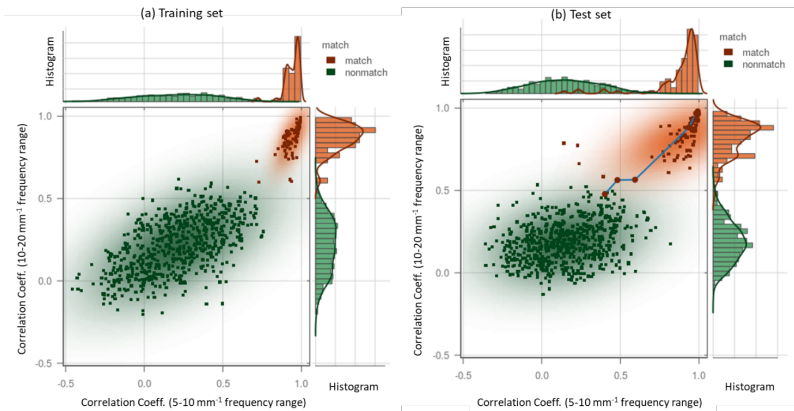 (a) Training set
(b) Test set
Histogram
match
match
nonmatch
Histogram
match
match
nonmatch
Correlation Coeff. (10-20 mm-1 frequency range)
1.0
0.5
0.0
-0.5
-0.5
0.0
0.5
1.0
Histogram
Correlation Coeff. (5-10 mm-1 frequency range)
Correlation Coeff. (10-20 mm-1 frequency range)
1.0
0.5
0.0
-0.5
-0.5
0.0
0.5
1.0
Histogram
Correlation Coeff. (5-10 mm-1 frequency range)